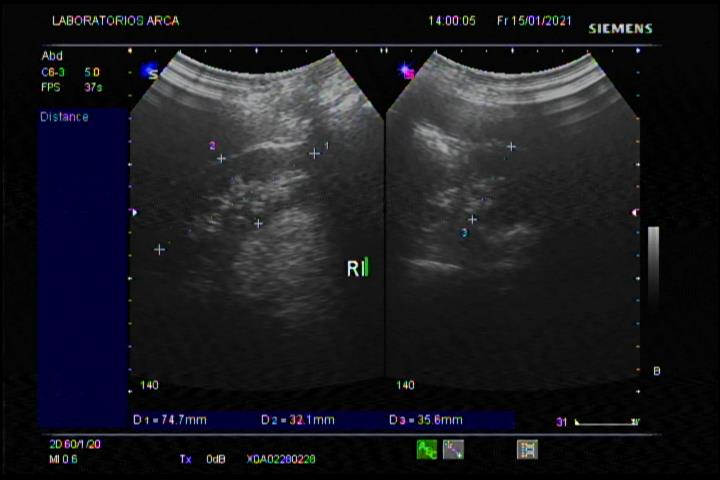 LABORATORIOS ARCA
14:00:05 Fr 15/01/2021
SIEMENS
Abd
C6-3 5.0
FPS 37s
Distance
S
2
1
3
RI
140
140
B
D1 = 74.7mm D2 = 32.1mm D3 = 35.6mm
31
2D 60/1/20
MI 0.6 Tx 0dB X0A02280228